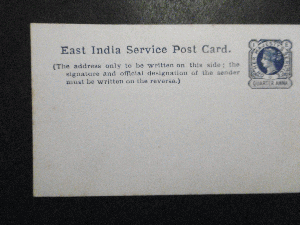 East India Service Post Card.
(The address only to be written on this side; the
signature and official designation of the sender
must be written on the reverse.)
QUARTER ANNA